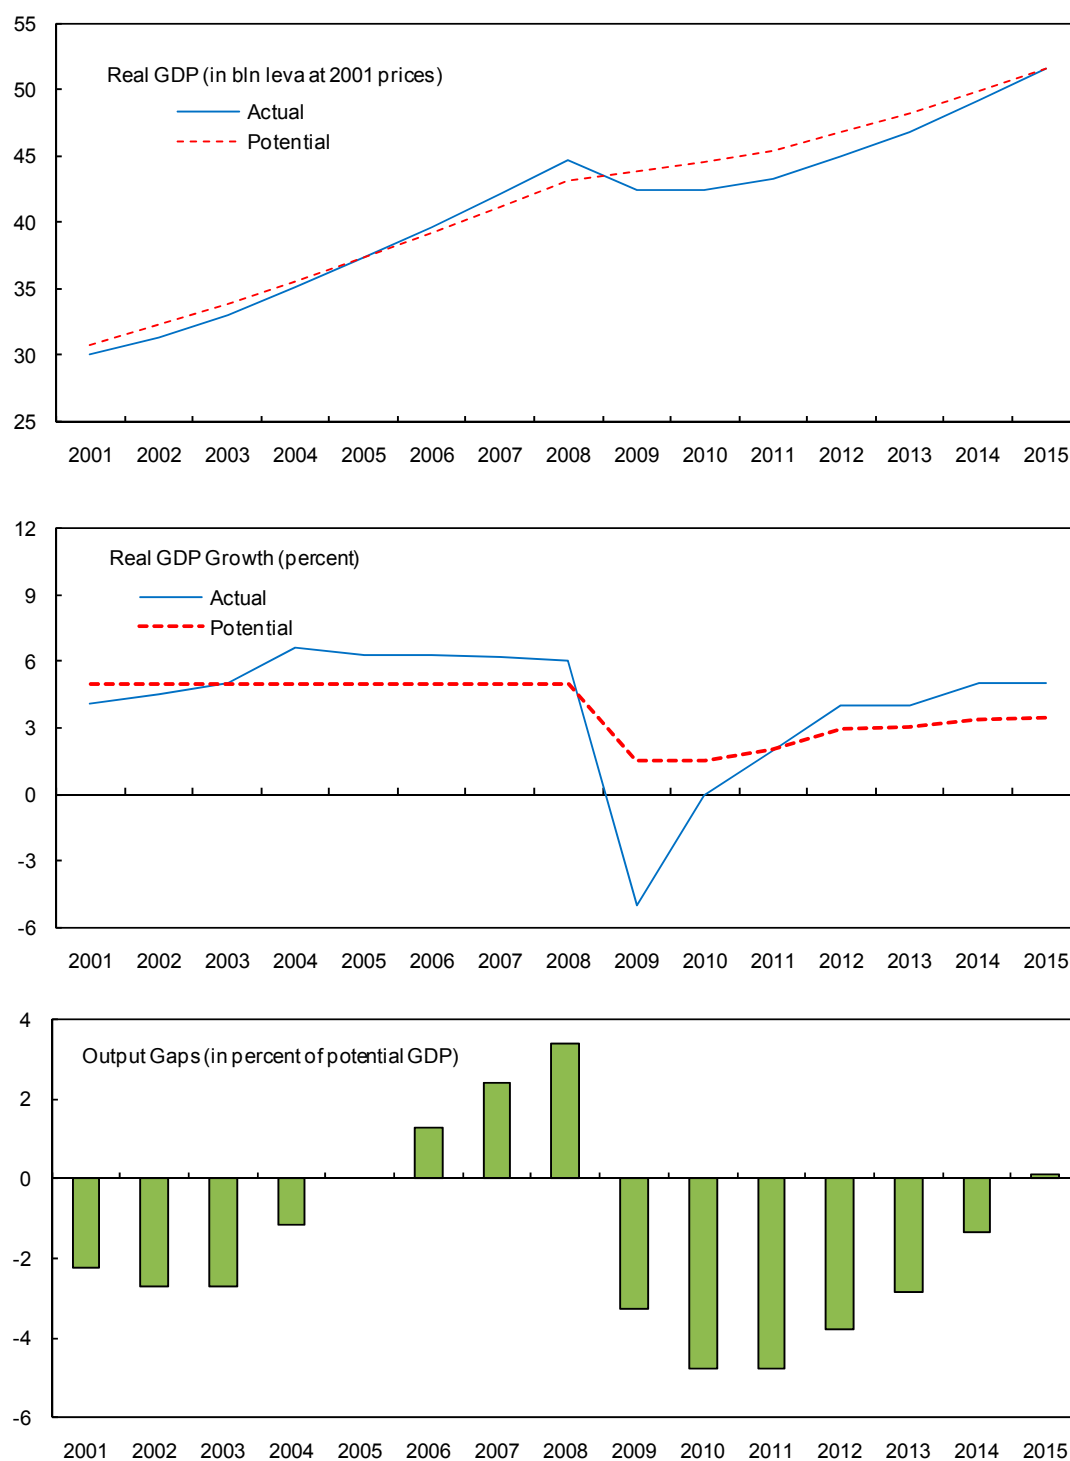 55
Real GDP (in bln leva at 2001 prices)
50
Actual
Potential
45
40
35
30
25
2001 2002 2003 2004 2005 2006 2007 2008 2009 2010 2011 2012 2013 2014 2015
12
Real GDP Growth (percent)
9
Actual
Potential
6
3
0
-3
-6
2001 2002 2003 2004 2005 2006 2007 2008 2009 2010 2011 2012 2013 2014 2015
4
Output Gaps (in percent of potential GDP)
2
0
-2
-4
-6
2001 2002 2003 2004 2005 2006 2007 2008 2009 2010 2011 2012 2013 2014 2015